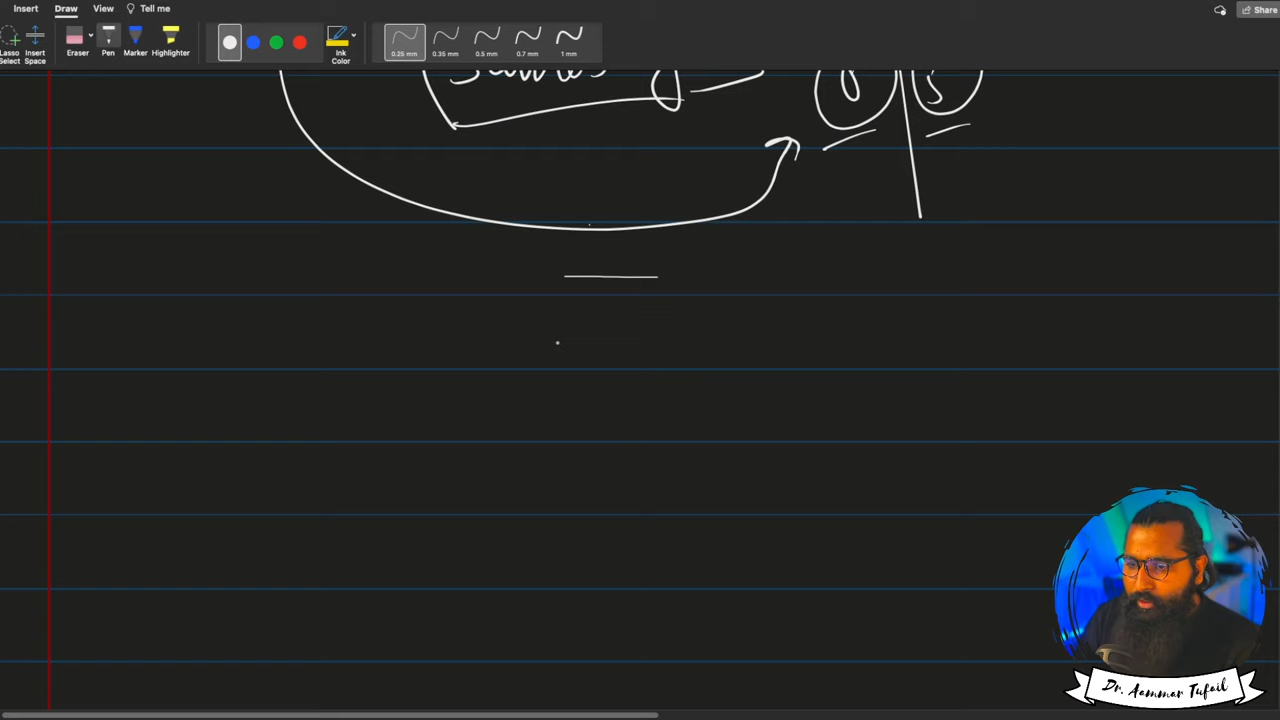 Insert Draw View Tell me Share
Lasso Select Insert Space Eraser Pen Marker Highlighter Ink Color 0.25 mm 0.35 mm 0.5 mm 0.7 mm 1 mm
Dr. Aammar Tufail